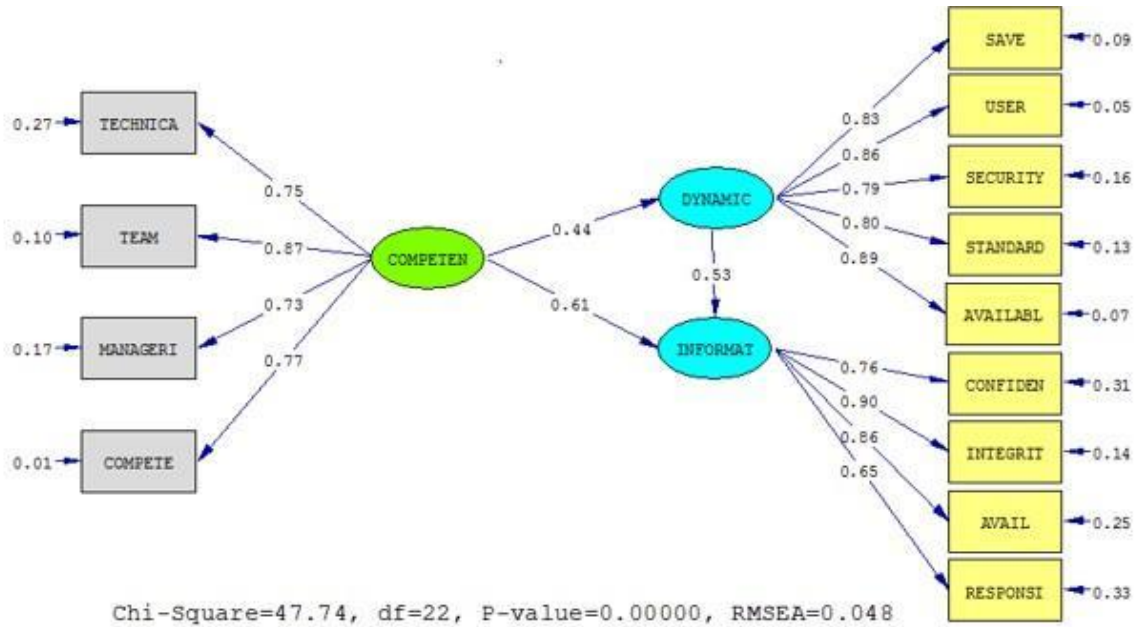 0.27
TECHNICA
0.10
TEAM
0.17
MANAGERI
0.01
COMPETE
0.75
0.87
0.73
0.77
COMPETEN
0.44
0.61
DYNAMIC
0.53
INFORMAT
0.83
0.86
0.79
0.80
0.89
0.76
0.90
0.86
0.65
SAVE
0.09
USER
0.05
SECURITY
0.16
STANDARD
0.13
AVAILABL
0.07
CONFIDEN
0.31
INTEGRIT
0.14
AVAIL
0.25
RESPONSI
0.33
Chi-Square=47.74, df=22, P-value=0.00000, RMSEA=0.048